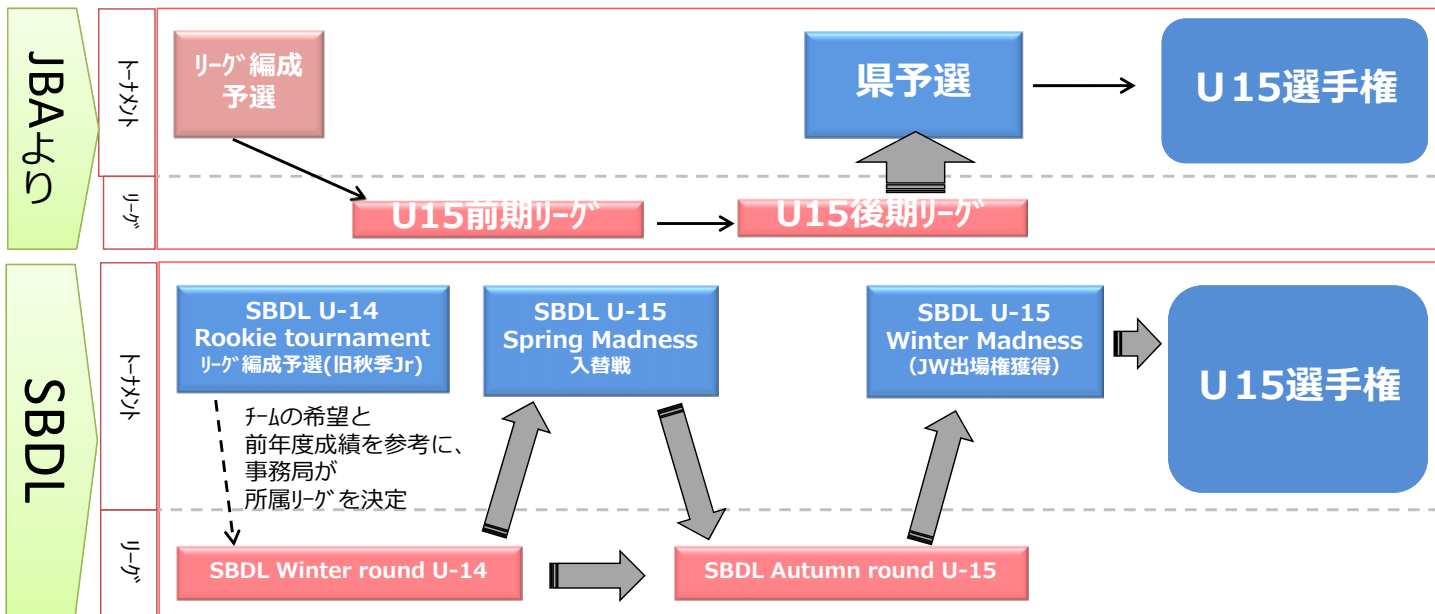 JBAより
トーナメント
リーグ
リーグ編成
予選
県予選
U15選手権
U15前期リーグ
U15後期リーグ
SBDL
トーナメント
リーグ
SBDL U-14
Rookie tournament
リーグ編成予選(旧秋季Jr)
SBDL U-15
Spring Madness
入替戦
SBDL U-15
Winter Madness
（JW出場権獲得）
U15選手権
チームの希望と
前年度成績を参考に、
事務局が
所属リーグを決定
SBDL Winter round U-14
SBDL Autumn round U-15